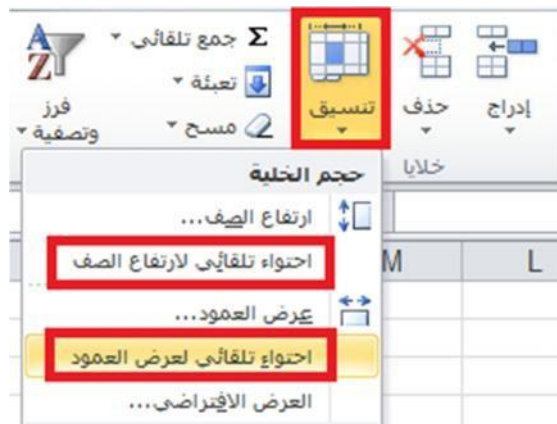 إدراج
حذف
تنسيق
خلايا
Σ جمع تلقائي
تعبئة
مسح
فرز
وتصفية
حجم الخلية
ارتفاع الصف...
احتواء تلقائي لارتفاع الصف
عرض العمود...
احتواء تلقائي لعرض العمود
العرض الافتراضي...
L
M